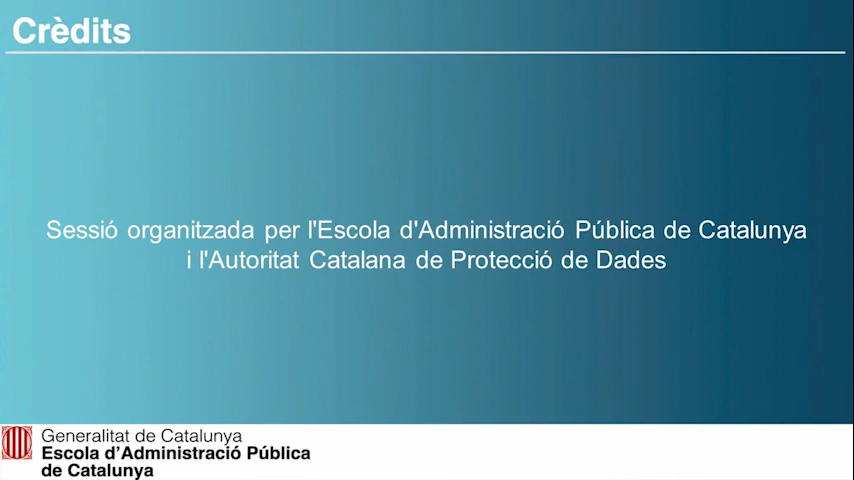 Crèdits
Sessió organitzada per l'Escola d'Administració Pública de Catalunya
i l'Autoritat Catalana de Protecció de Dades
Generalitat de Catalunya
Escola d'Administració Pública
de Catalunya